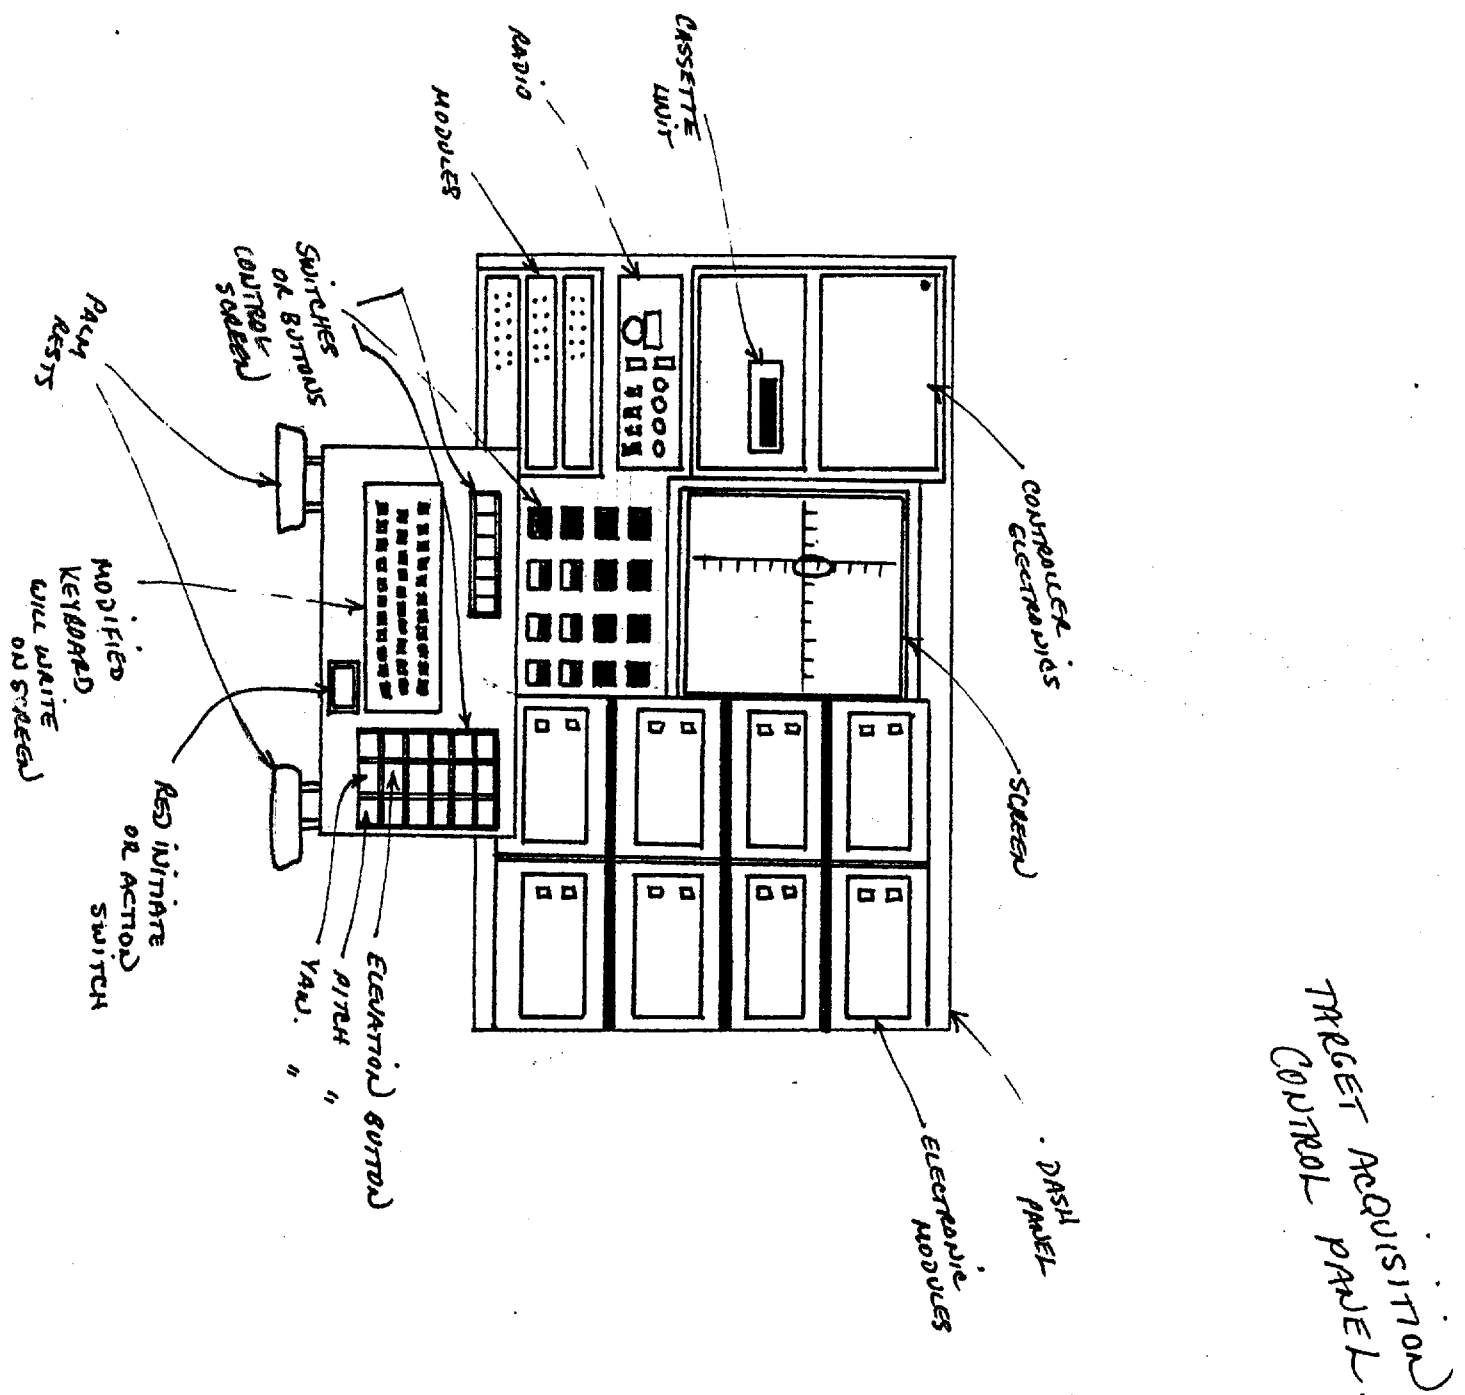 TARGET ACQUISITION
CONTROL PANEL.
CASSETTE
UNIT
RADIO
MODULES
SWITCHES
OR BUTTONS
CONTROL
SCREEN
PALM
RESTS
MODIFIED
KEYBOARD
WILL WRITE
ON SCREEN
RED INITIATE
OR ACTION
SWITCH
ELEVATION BUTTON
PITCH "
YAW. "
CONTROLLER
ELECTRONICS
SCREEN
DASH
PANEL
ELECTRONIC
MODULES